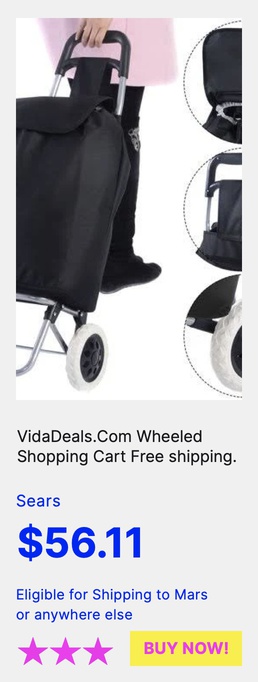 VidaDeals.Com Wheeled
Shopping Cart Free shipping.
Sears
$56.11
Eligible for Shipping to Mars
or anywhere else
BUY NOW!